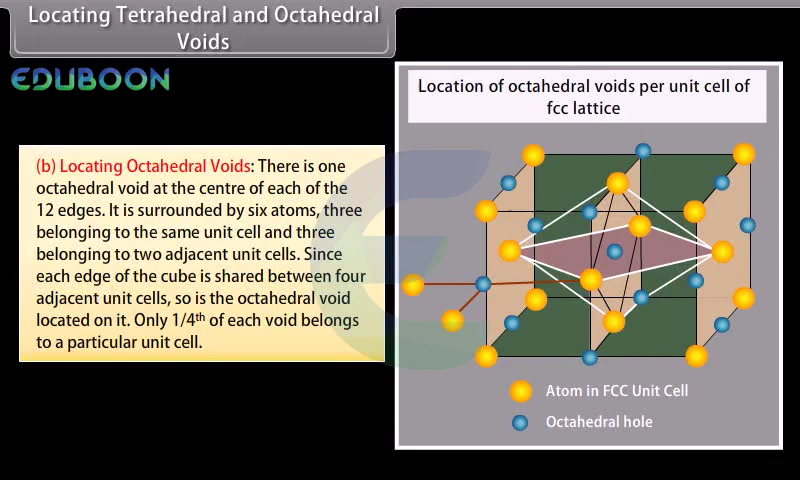 Locating Tetrahedral and Octahedral
Voids
EDUBOON
Location of octahedral voids per unit cell of
fcc lattice
(b) Locating Octahedral Voids: There is one
octahedral void at the centre of each of the
12 edges. It is surrounded by six atoms, three
belonging to the same unit cell and three
belonging to two adjacent unit cells. Since
each edge of the cube is shared between four
adjacent unit cells, so is the octahedral void
located on it. Only 1/4th of each void belongs
to a particular unit cell.
Atom in FCC Unit Cell
Octahedral hole